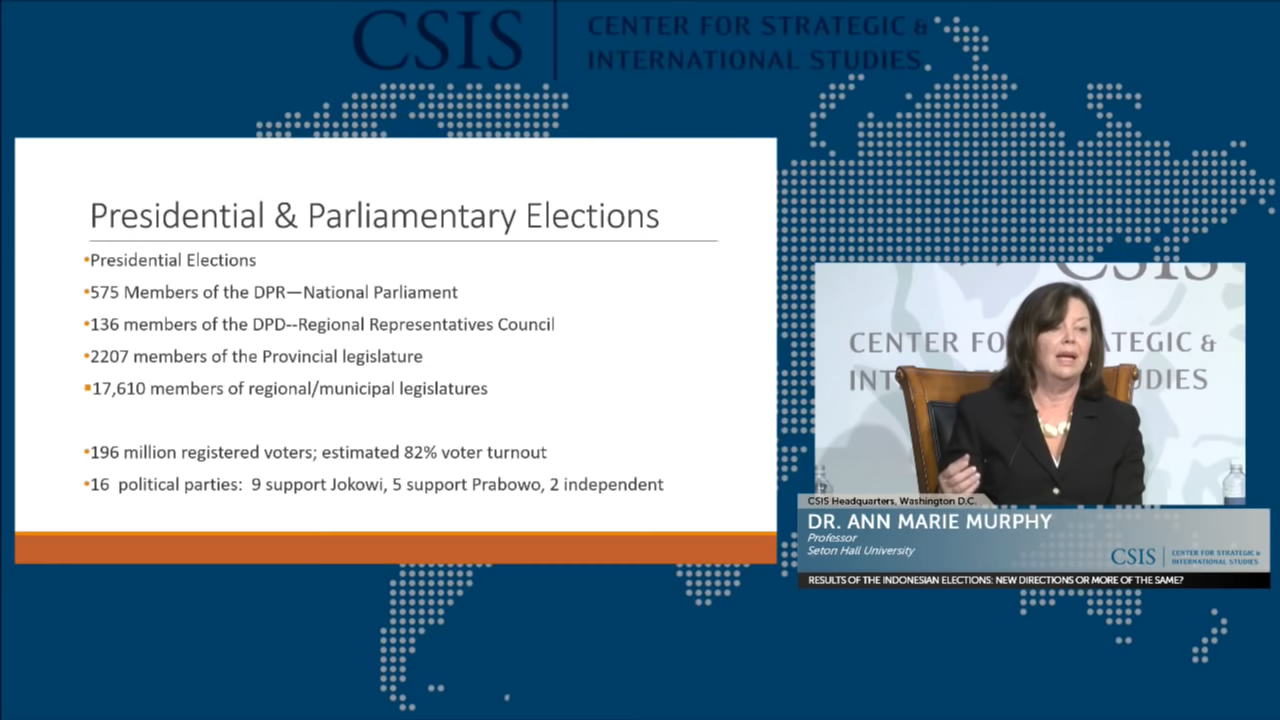 CSIS
CENTER FOR STRATEGIC &
INTERNATIONAL STUDIES
Presidential & Parliamentary Elections
•Presidential Elections
•575 Members of the DPR—National Parliament
•136 members of the DPD--Regional Representatives Council
•2207 members of the Provincial legislature
▪17,610 members of regional/municipal legislatures
•196 million registered voters; estimated 82% voter turnout
•16 political parties: 9 support Jokowi, 5 support Prabowo, 2 independent
CSIS
CENTER FO ATEGIC &
INT UDIES
CSIS Headquarters, Washington D.C.
DR. ANN MARIE MURPHY
Professor
Seton Hall University
CSIS
CENTER FOR STRATEGIC &
INTERNATIONAL STUDIES
RESULTS OF THE INDONESIAN ELECTIONS: NEW DIRECTIONS OR MORE OF THE SAME?